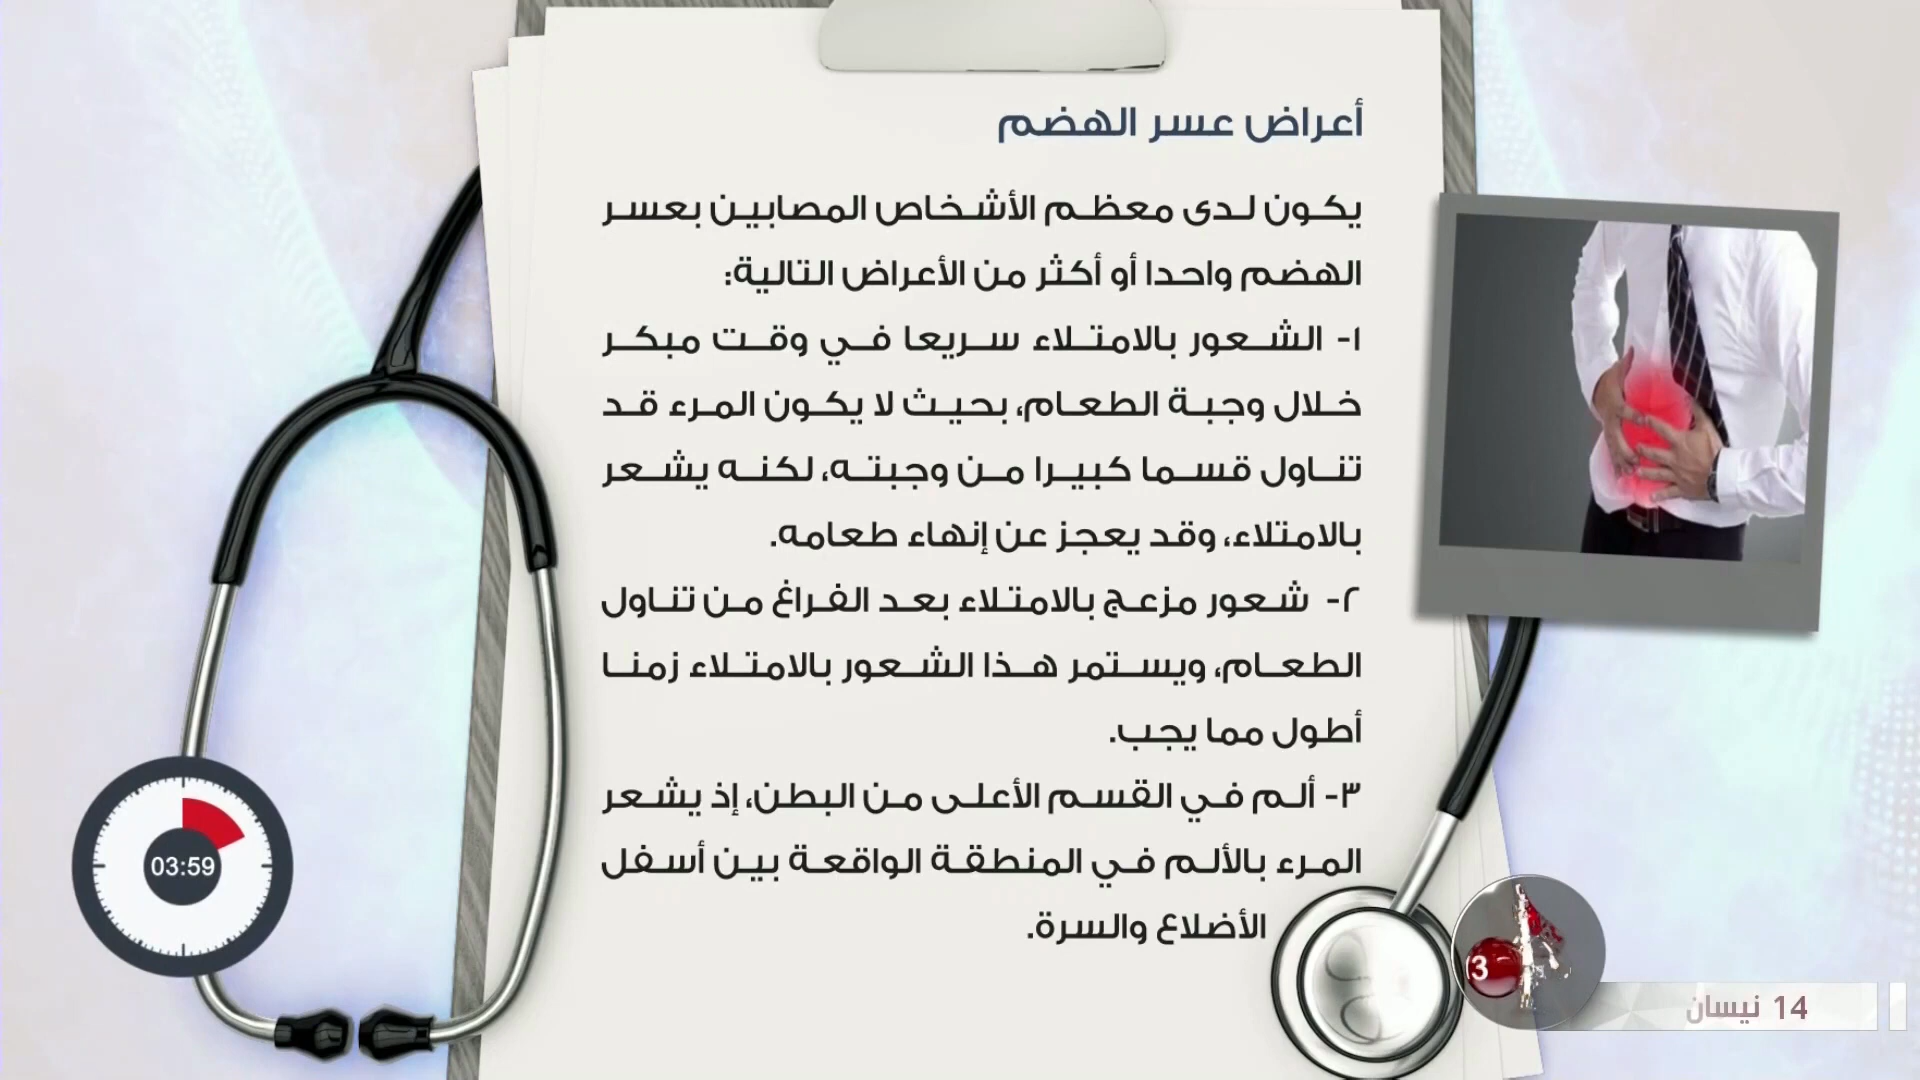 أعراض عسر الهضم
يكون لدى معظم الأشخاص المصابين بعسر
الهضم واحدا أو أكثر من الأعراض التالية:
١- الشعور بالامتلاء سريعا في وقت مبكر
خلال وجبة الطعام، بحيث لا يكون المرء قد
تناول قسما كبيرا من وجبته، لكنه يشعر
بالامتلاء، وقد يعجز عن إنهاء طعامه.
٢- شعور مزعج بالامتلاء بعد الفراغ من تناول
الطعام، ويستمر هذا الشعور بالامتلاء زمنا
أطول مما يجب.
٣- ألم في القسم الأعلى من البطن، إذ يشعر
المرء بالألم في المنطقة الواقعة بين أسفل
الأضلاع والسرة.
03:59
14 نيسان